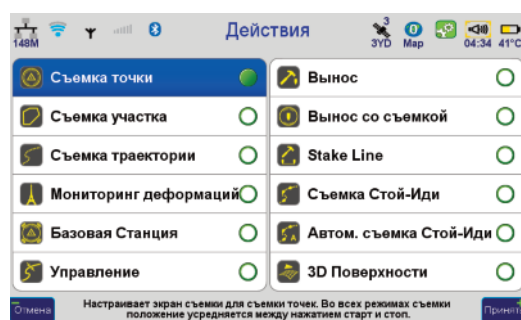 Действия
148M
3
3YD
0
Map
04:34
41°C
Съемка точки
Съемка участка
Съемка траектории
Мониторинг деформаций
Базовая Станция
Управление
Вынос
Вынос со съемкой
Stake Line
Съемка Стой-Иди
Автом. съемка Стой-Иди
3D Поверхности
Отмена
Настраивает экран съемки для съемки точек. Во всех режимах съемки
положение усредняется между нажатием старт и стоп.
Принять